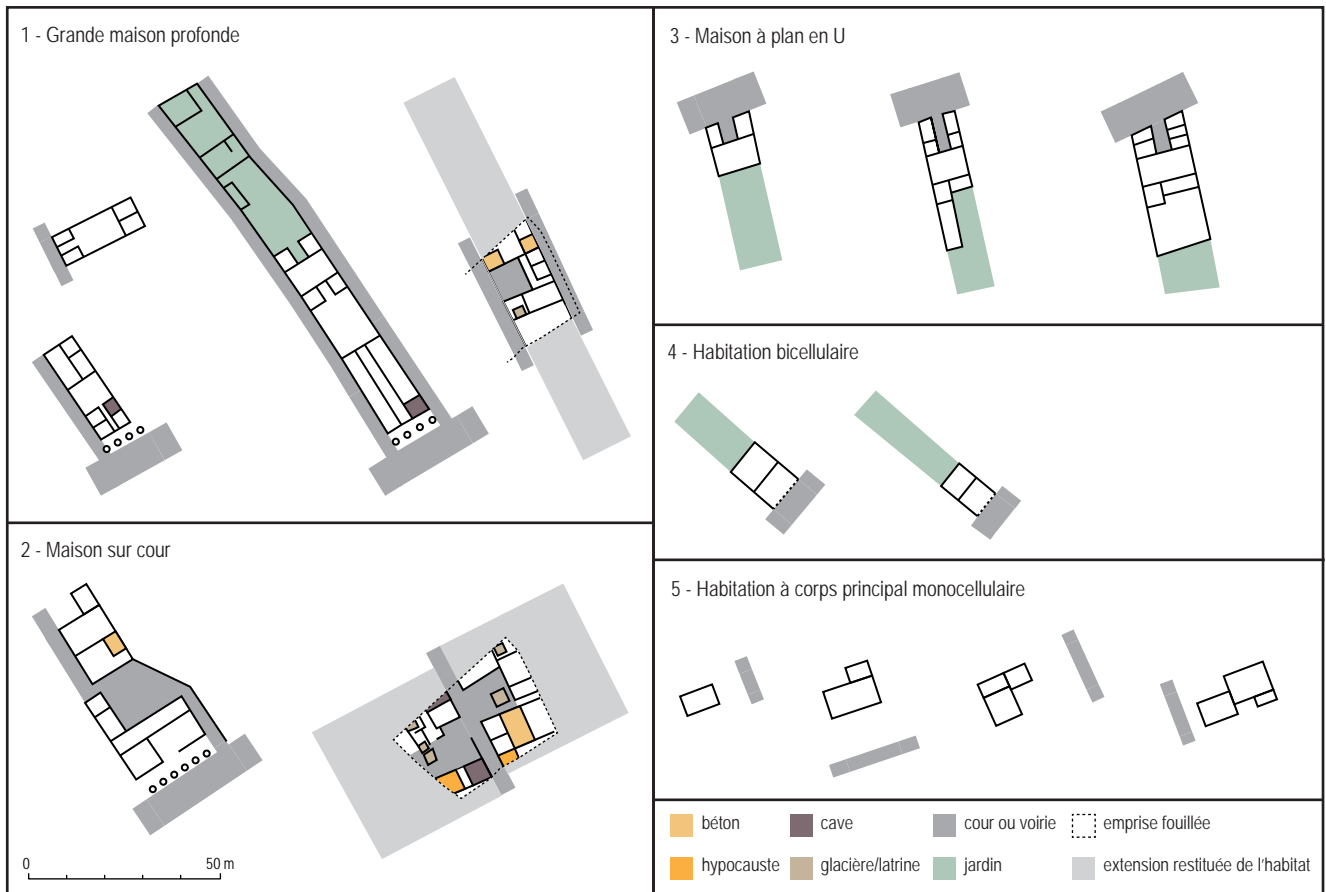 1 - Grande maison profonde
2 - Maison sur cour
0 50 m
3 - Maison à plan en U
4 - Habitation bicellulaire
5 - Habitation à corps principal monocellulaire
béton cave cour ou voirie emprise fouillée
hypocauste glacière/latrine jardin extension restituée de l'habitat